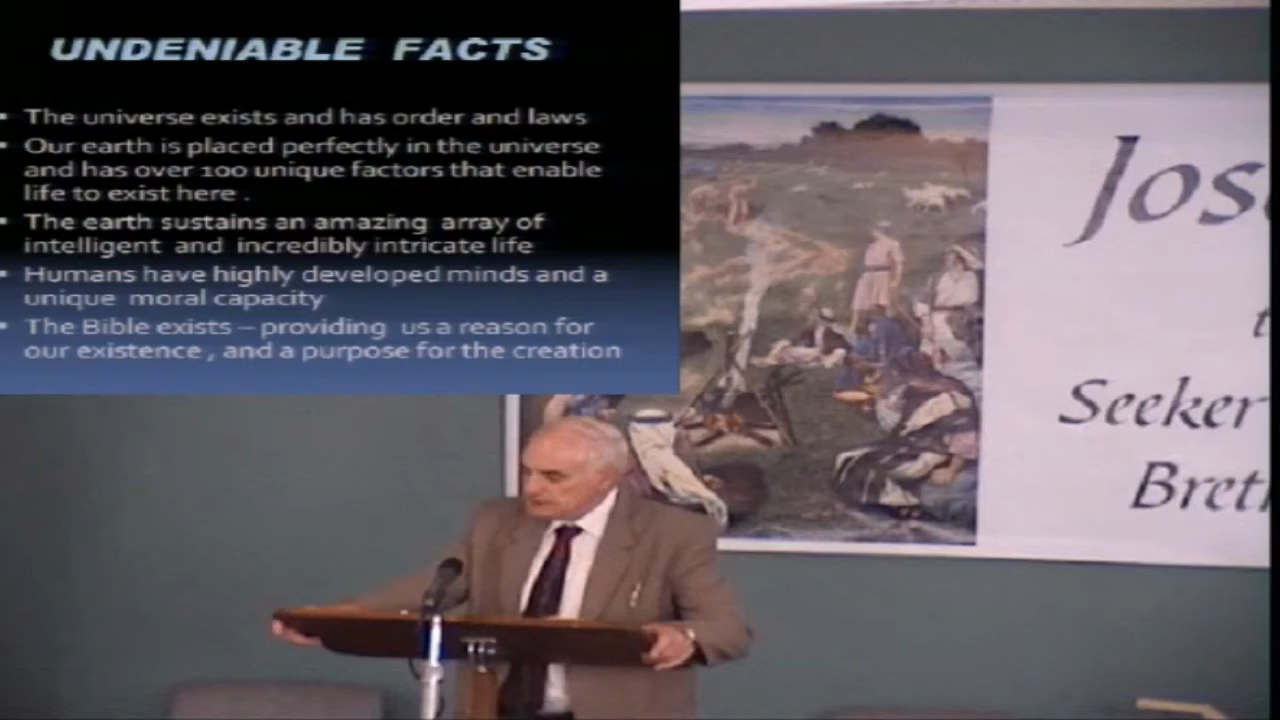 UNDENIABLE FACTS
• The universe exists and has order and laws
• Our earth is placed perfectly in the universe
and has over 100 unique factors that enable
life to exist here .
• The earth sustains an amazing array of
intelligent and incredibly intricate life
• Humans have highly developed minds and a
unique moral capacity
• The Bible exists – providing us a reason for
our existence , and a purpose for the creation
Jos
t
Seeker
Bret